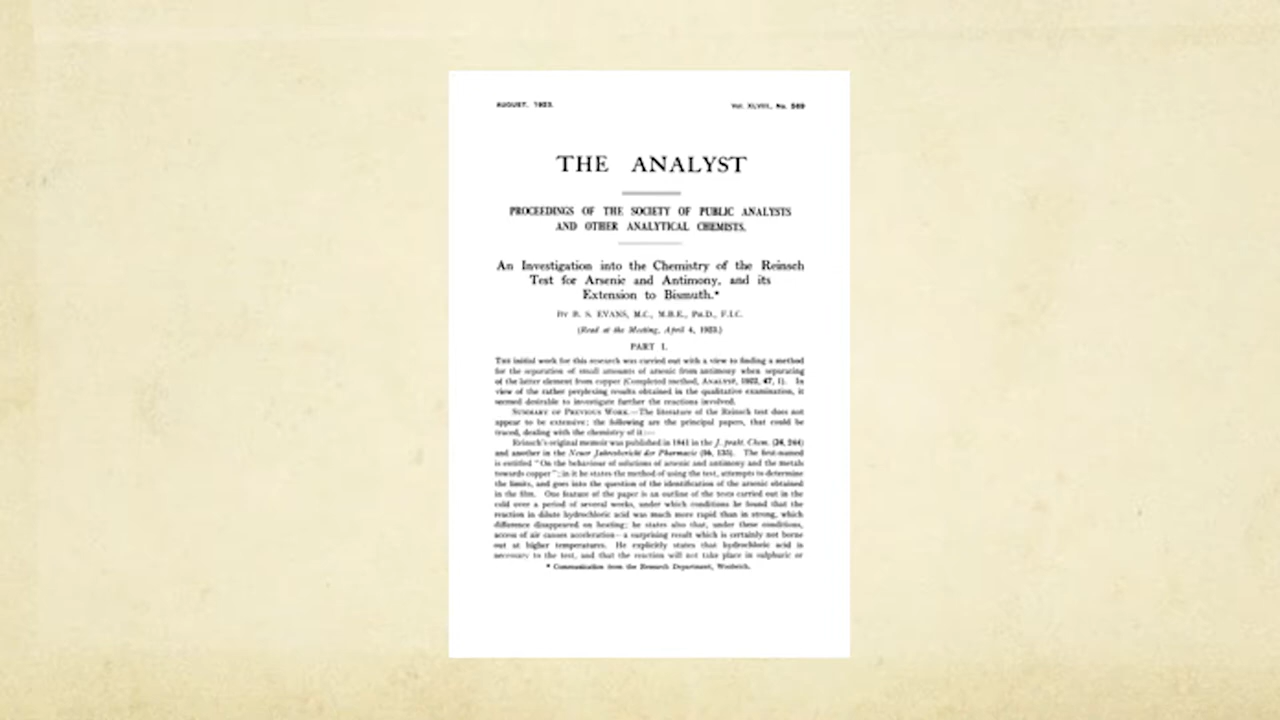 AUGUST, 1923.
Vol. XLVIII., No. 569
THE ANALYST
PROCEEDINGS OF THE SOCIETY OF PUBLIC ANALYSTS
AND OTHER ANALYTICAL CHEMISTS.
An Investigation into the Chemistry of the Reinsch
Test for Arsenic and Antimony, and its
Extension to Bismuth.*
By B. S. EVANS, M.C., M.B.E., Ph.D., F.I.C.
(Read at the Meeting, April 4, 1923.)
PART I.
THE initial work for this research was carried out with a view to finding a method
for the separation of small amounts of arsenic from antimony when separating
of the latter element from copper (Completed method, ANALYST, 1922, 47, 1). In
view of the rather perplexing results obtained in the qualitative examination, it
seemed desirable to investigate further the reactions involved.
SUMMARY OF PREVIOUS WORK.—The literature of the Reinsch test does not
appear to be extensive; the following are the principal papers, that could be
traced, dealing with the chemistry of it:—
Reinsch's original memoir was published in 1841 in the J. prakt. Chem. (24, 244)
and another in the Neuer Jahresbericht der Pharmacie (16, 135). The first-named
is entitled "On the behaviour of solutions of arsenic and antimony and the metals
towards copper"; in it he states the method of using the test, attempts to determine
the limits, and goes into the question of the identification of the arsenic obtained
in the film. One feature of the paper is an outline of the tests carried out in the
cold over a period of several weeks, under which conditions he found that the
reaction in dilute hydrochloric acid was much more rapid than in strong, which
difference disappeared on heating; he states also that, under these conditions,
access of air causes acceleration—a surprising result which is certainly not borne
out at higher temperatures. He explicitly states that hydrochloric acid is
necessary to the test, and that the reaction will not take place in sulphuric or
* Communication from the Research Department, Woolwich.